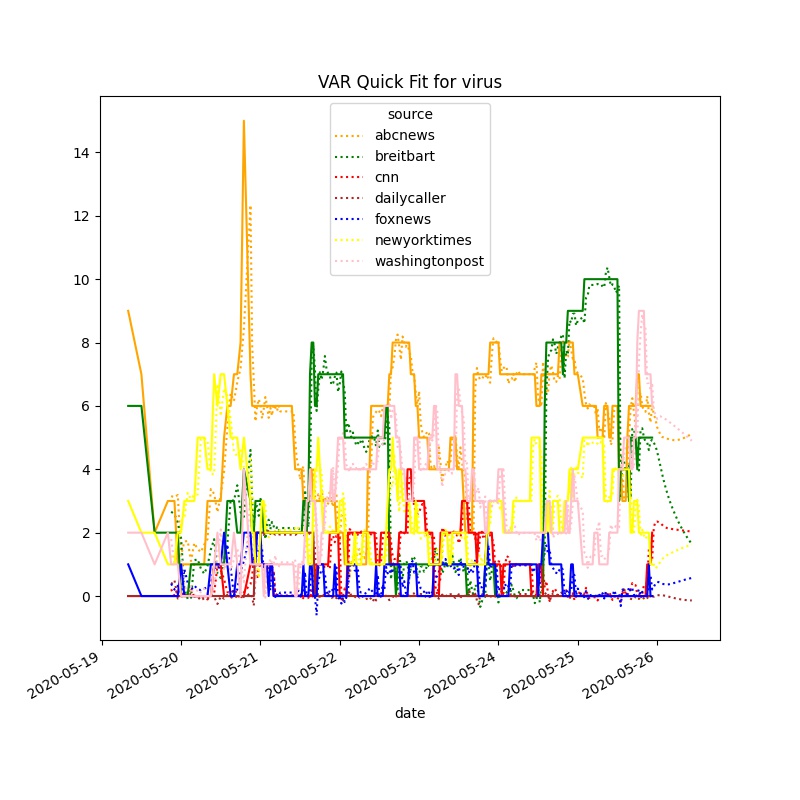 VAR Quick Fit for virus
source
abcnews
breitbart
cnn
dailycaller
foxnews
newyorktimes
washingtonpost
14
12
10
8
6
4
2
0
2020-05-19
2020-05-20
2020-05-21
2020-05-22
2020-05-23
2020-05-24
2020-05-25
2020-05-26
date